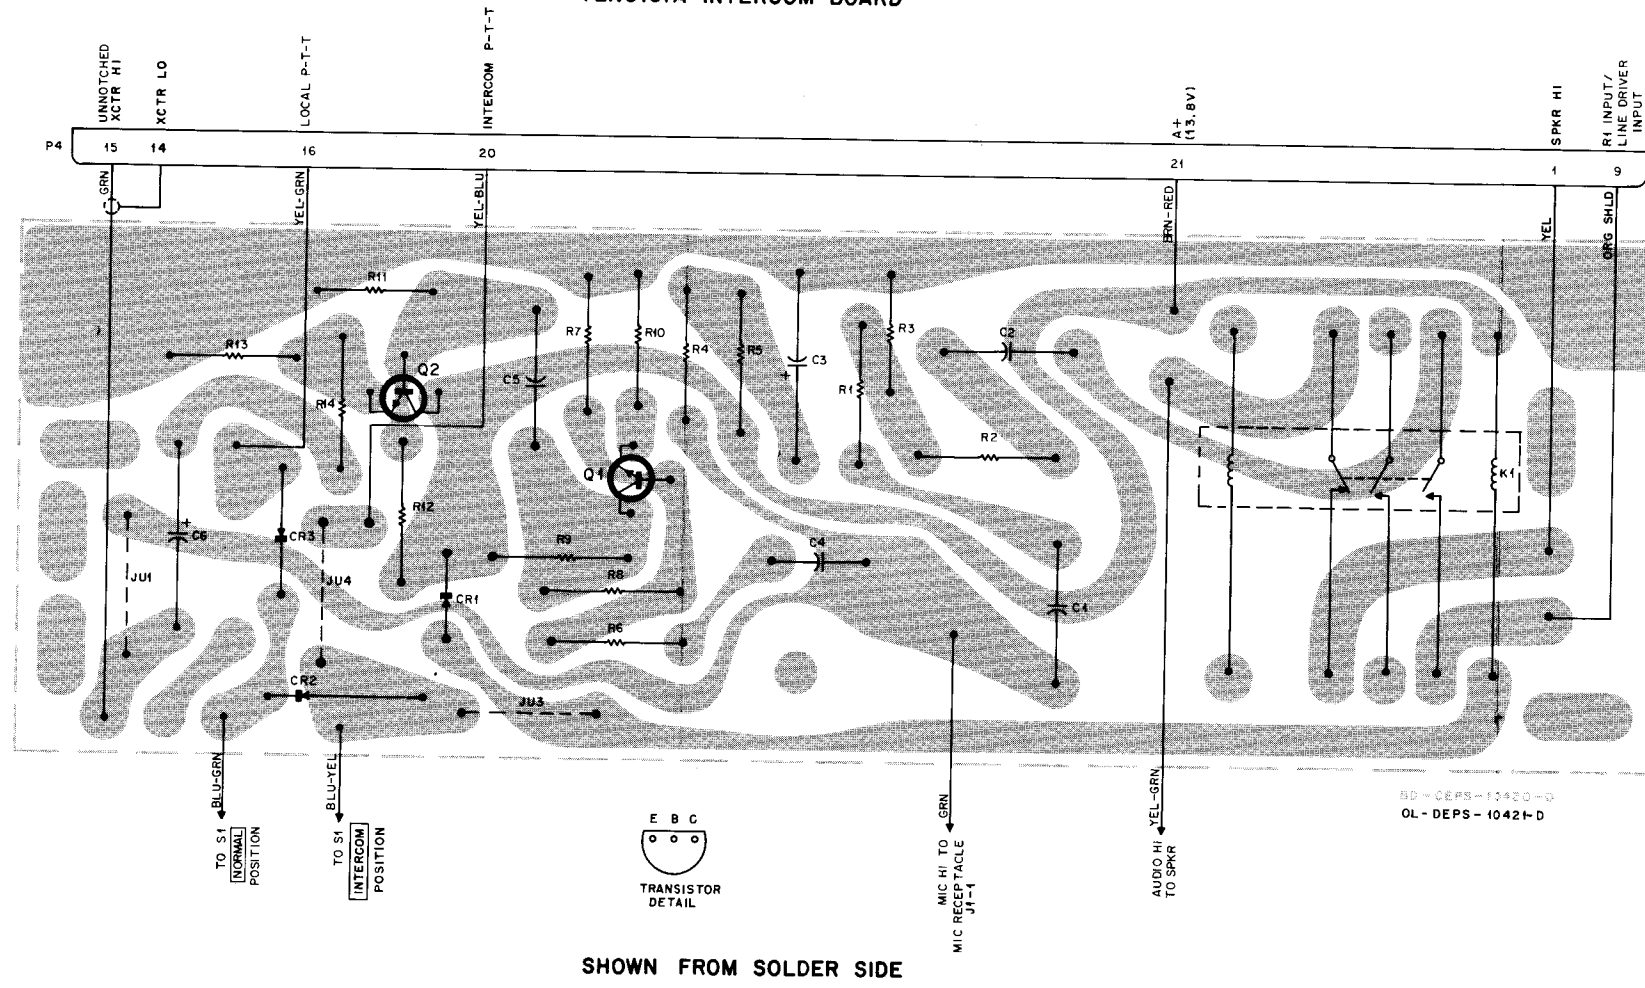 INTERCOM BOARD
UNNOTCHED
XCTR HI
XCTR LO
LOCAL P-T-T
INTERCOM P-T-T
A+
(13.8V)
SPKR HI
R1 INPUT/
LINE DRIVER
INPUT
P4
15
14
16
20
21
1
9
GRN
YEL-GRN
YEL-BLU
BRN-RED
YEL
ORG SHLD
R11
R13
Q2
R14
C5
R7
R10
R4
R5
C3
+
R1
R3
C2
R2
Q1
K1
C6
+
CR3
R12
JU1
JU4
R9
R8
C4
CR1
R6
C1
CR2
JU3
BLU-GRN
BLU-YEL
GRN
YEL-GRN
TO S1
NORMAL
POSITION
TO S1
INTERCOM
POSITION
E B C
TRANSISTOR
DETAIL
MIC HI TO
MIC RECEPTACLE
J1-1
AUDIO HI
TO SPKR
OL-DEPS-10421-D
SHOWN FROM SOLDER SIDE